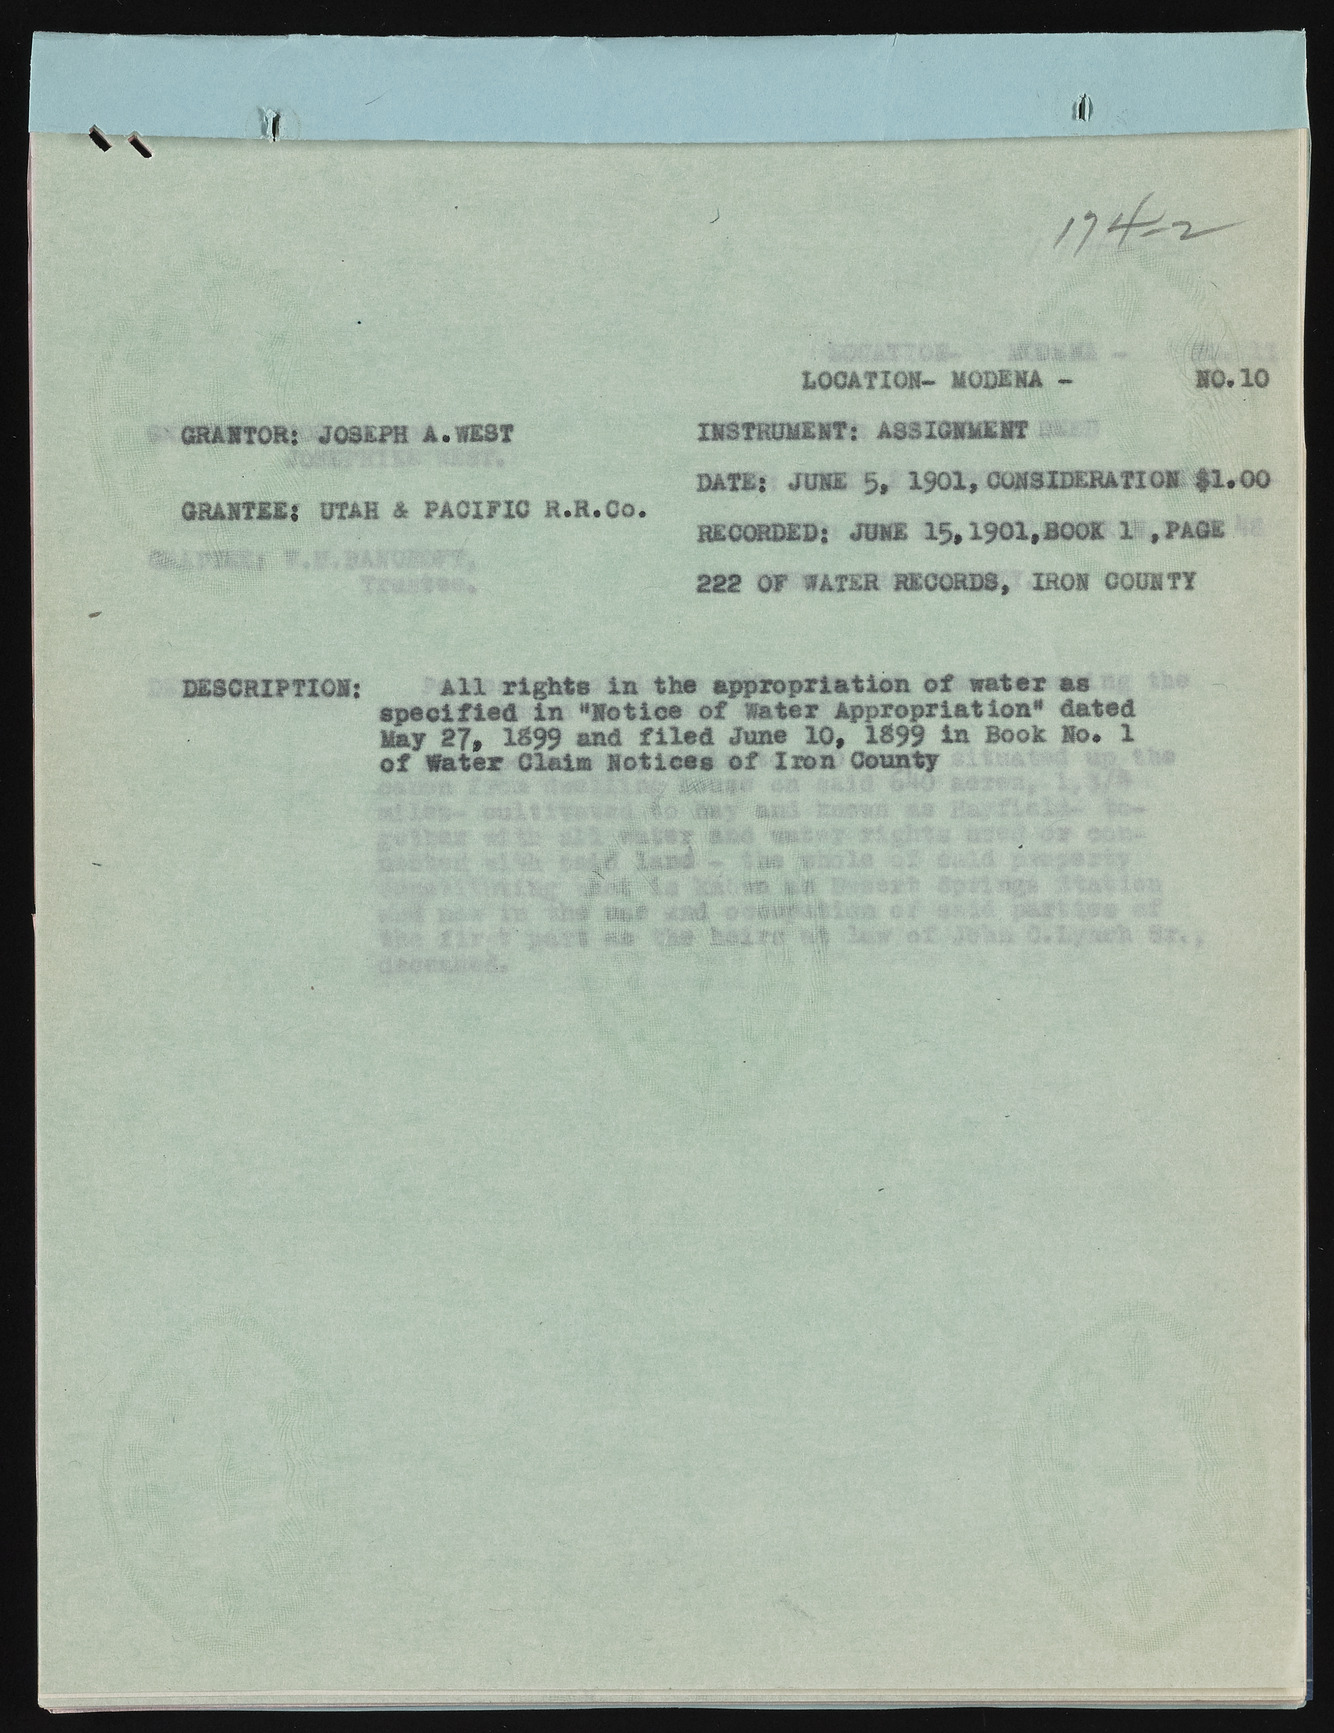 174-2
LOCATION- MODENA - NO.10
GRANTOR: JOSEPH A.WEST
INSTRUMENT: ASSIGNMENT
DATE: JUNE 5, 1901, CONSIDERATION $1.00
GRANTEE: UTAH & PACIFIC R.R.Co.
RECORDED: JUNE 15,1901,BOOK 1 ,PAGE
222 OF WATER RECORDS, IRON COUNTY
DESCRIPTION: All rights in the appropriation of water as
specified in "Notice of Water Appropriation" dated
May 27, 1899 and filed June 10, 1899 in Book No. 1
of Water Claim Notices of Iron County